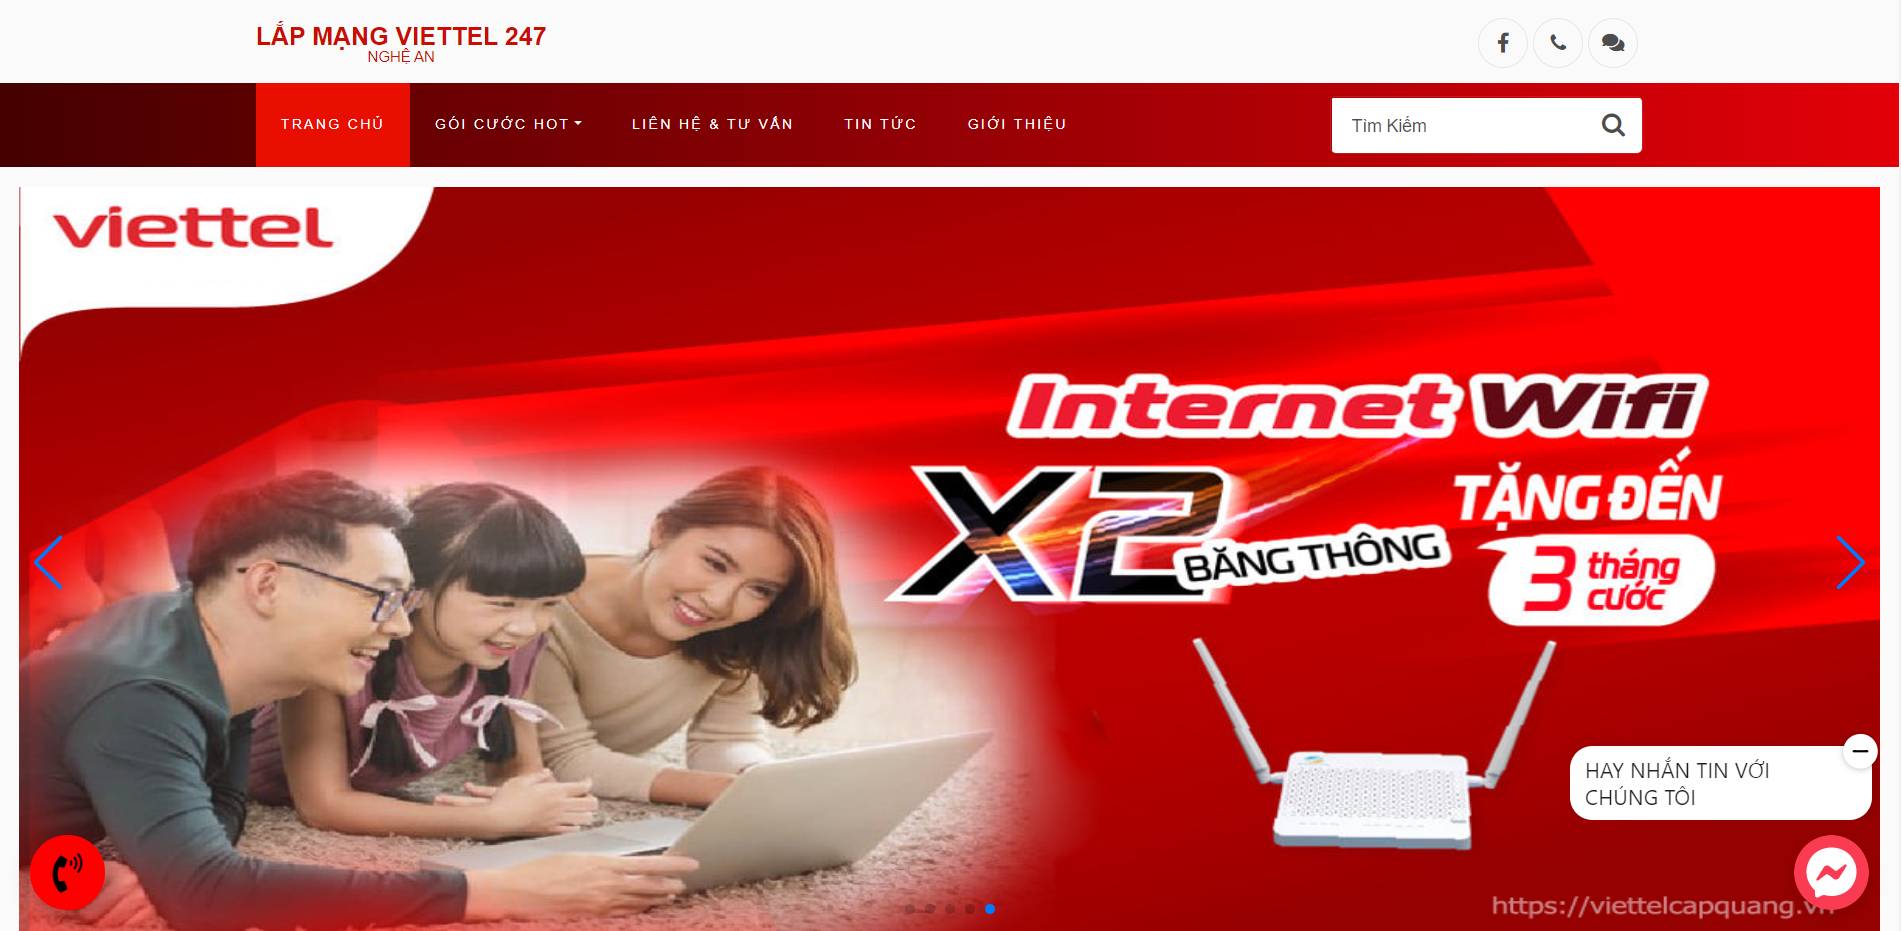 LẮP MẠNG VIETTEL 247
NGHỆ AN
TRANG CHỦ
GÓI CƯỚC HOT
LIÊN HỆ & TƯ VẤN
TIN TỨC
GIỚI THIỆU
Tìm Kiếm
viettel
Internet Wifi
X2 BĂNG THÔNG
TẶNG ĐẾN
3 tháng cước
HAY NHẮN TIN VỚI
CHÚNG TÔI
https://viettelcapquang.vn